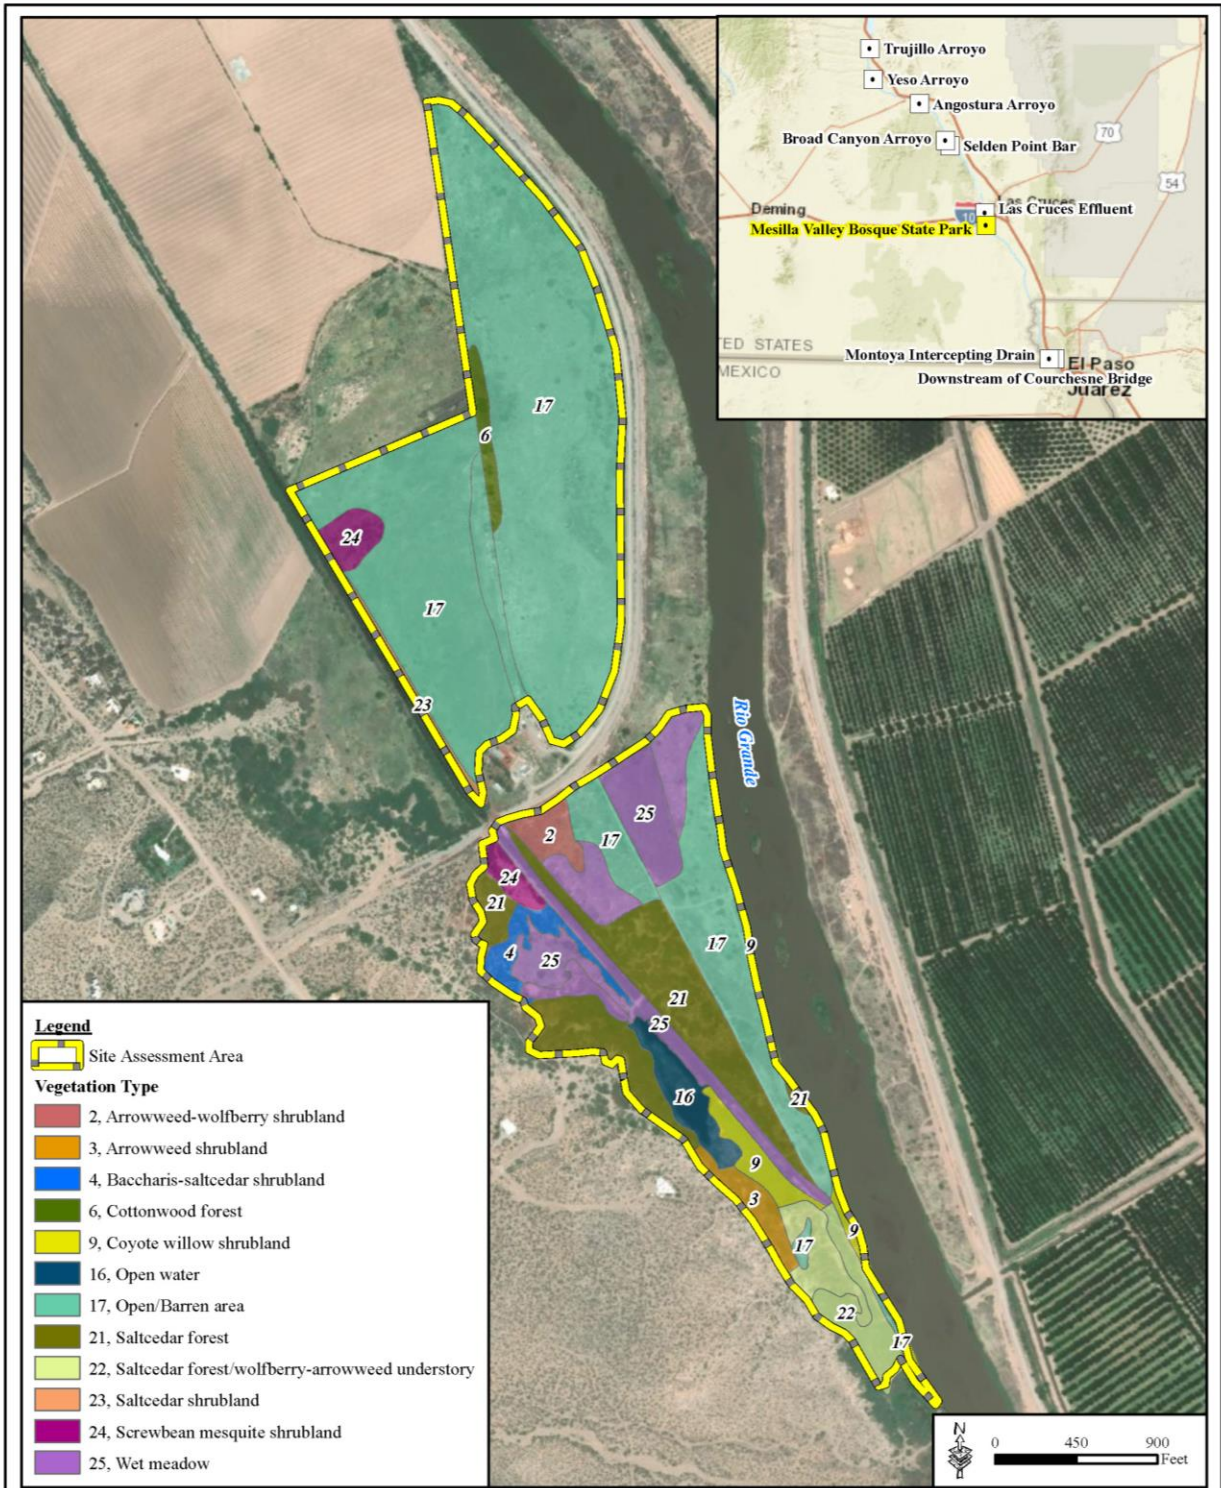 Trujillo Arroyo
Yeso Arroyo
Angostura Arroyo
Broad Canyon Arroyo
Selden Point Bar
70
54
Deming
10
Las Cruces
Las Cruces Effluent
Mesilla Valley Bosque State Park
TED STATES
MEXICO
Montoya Intercepting Drain
El Paso
Downstream of Courchesne Bridge
Juarez
17
6
24
17
23
Rio Grande
25
2
17
24
21
4
25
17
9
21
25
16
21
9
3
9
17
22
17
Legend
Site Assessment Area
Vegetation Type
2, Arrowweed-wolfberry shrubland
3, Arrowweed shrubland
4, Baccharis-saltcedar shrubland
6, Cottonwood forest
9, Coyote willow shrubland
16, Open water
17, Open/Barren area
21, Saltcedar forest
22, Saltcedar forest/wolfberry-arrowweed understory
23, Saltcedar shrubland
24, Screwbean mesquite shrubland
25, Wet meadow
N
0 450 900
Feet